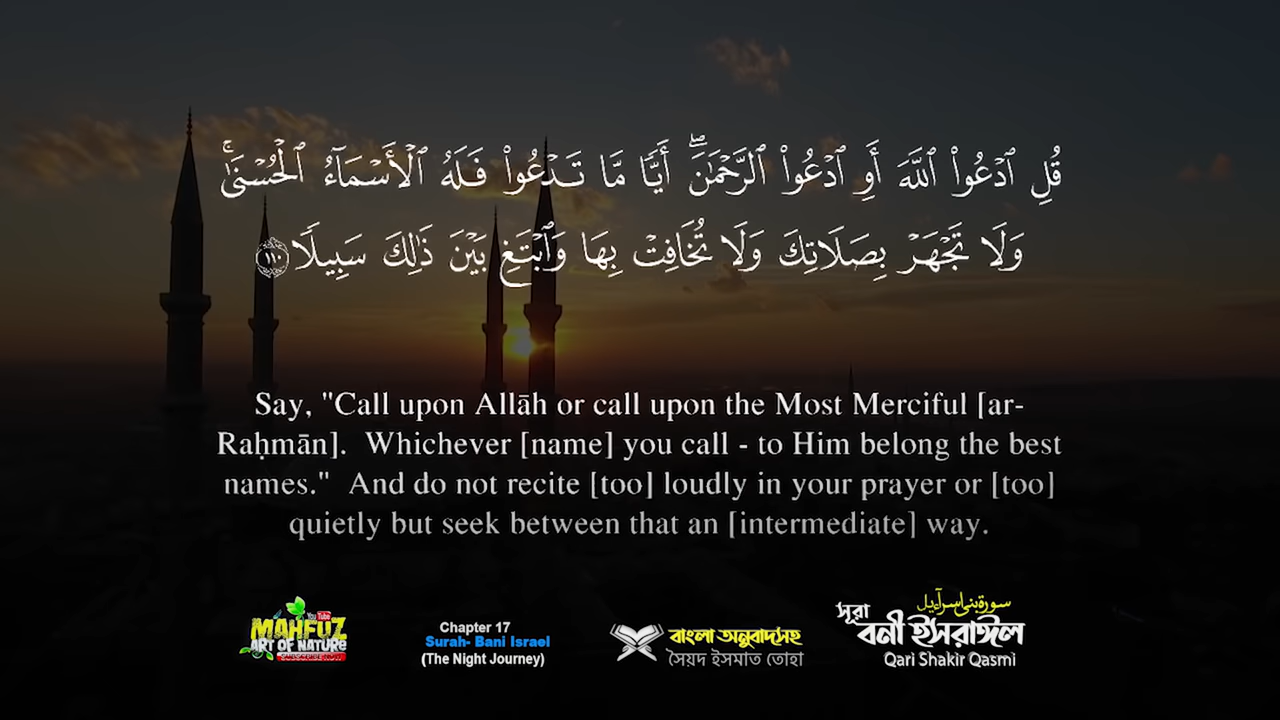 قُلِ ٱدْعُوا۟ ٱللَّهَ أَوِ ٱدْعُوا۟ ٱلرَّحْمَـٰنَ ۖ أَيًّا مَّا تَدْعُوا۟ فَلَهُ ٱلْأَسْمَآءُ ٱلْحُسْنَىٰ ۚ
وَلَا تَجْهَرْ بِصَلَاتِكَ وَلَا تُخَافِتْ بِهَا وَٱبْتَغِ بَيْنَ ذَٰلِكَ سَبِيلًا ١١٠
Say, "Call upon Allāh or call upon the Most Merciful [ar-
Raḥmān].  Whichever [name] you call - to Him belong the best
names."  And do not recite [too] loudly in your prayer or [too]
quietly but seek between that an [intermediate] way.
You Tube
MAHFUZ
ART OF NATURE
Chapter 17
Surah- Bani Israel
(The Night Journey)
বাংলা অনুবাদসহ
সৈয়দ ইসমাত তোহা
سورة بني اسرآءيل
সূরা
বনী ইসরাঈল
Qari Shakir Qasmi